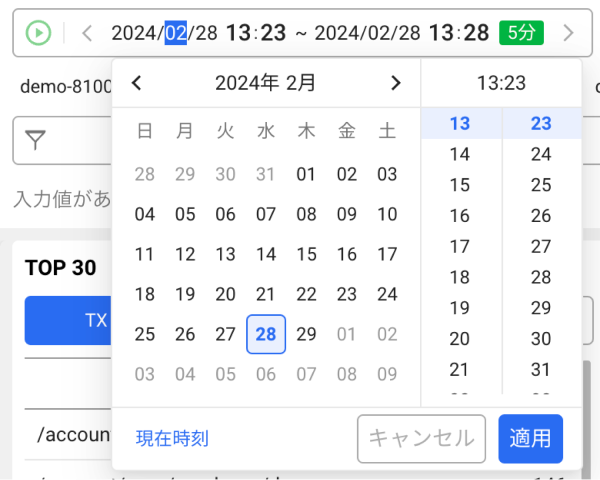 2024/02/28 13:23 ~ 2024/02/28 13:28 5分
demo-8100
2024年 2月 13:23
日 月 火 水 木 金 土
28 29 30 31 01 02 03
04 05 06 07 08 09 10
11 12 13 14 15 16 17
18 19 20 21 22 23 24
25 26 27 28 29 01 02
03 04 05 06 07 08 09
13 23
14 24
15 25
16 26
17 27
18 28
19 29
20 30
21 31
入力値があ
TOP 30
TX
/accoun
現在時刻 キャンセル 適用